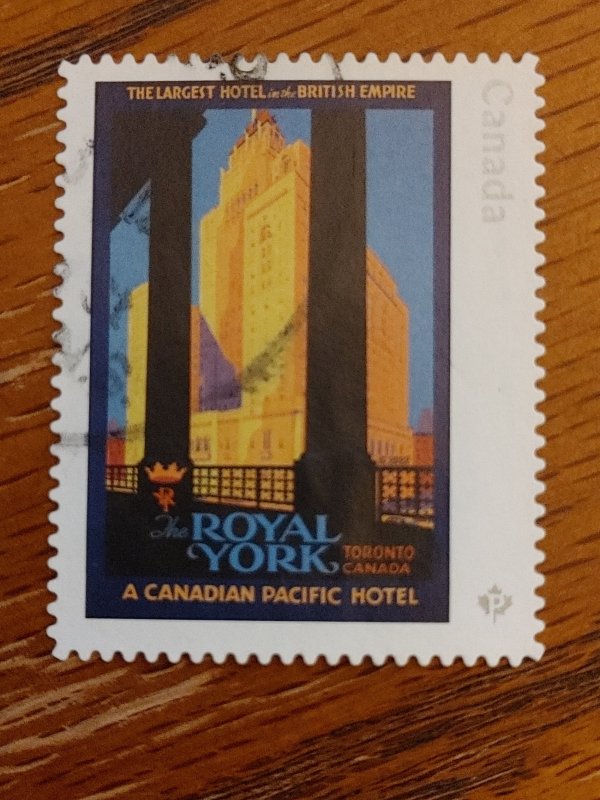 THE LARGEST HOTEL in the BRITISH EMPIRE
Canada
R
The ROYAL YORK
TORONTO
CANADA
A CANADIAN PACIFIC HOTEL
P